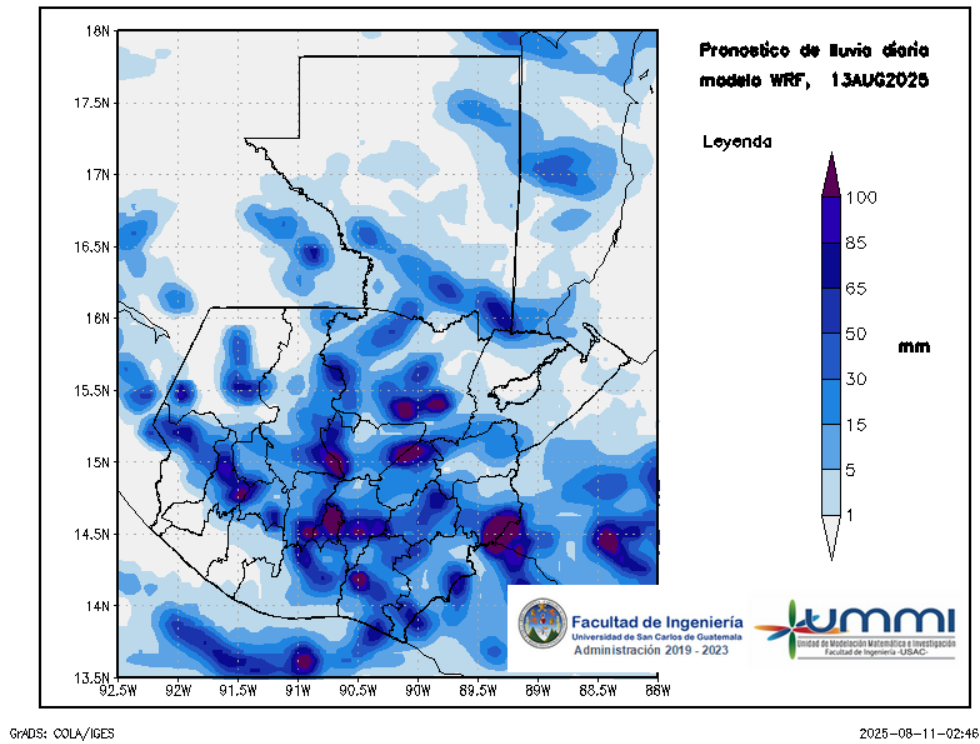 Pronostico de lluvia diaria
modelo WRF, 13AUG2025
Leyenda
100
85
65
50
30
15
5
1
mm
18N
17.5N
17N
16.5N
16N
15.5N
15N
14.5N
14N
13.5N
92.5W
92W
91.5W
91W
90.5W
90W
89.5W
89W
88.5W
88W
Facultad de Ingeniería
Universidad de San Carlos de Guatemala
Administración 2019 - 2023
ummi
Unidad de Modelación Matemática e Investigación
Facultad de Ingeniería -USAC-
GrADS: COLA/IGES
2025-08-11-02:46